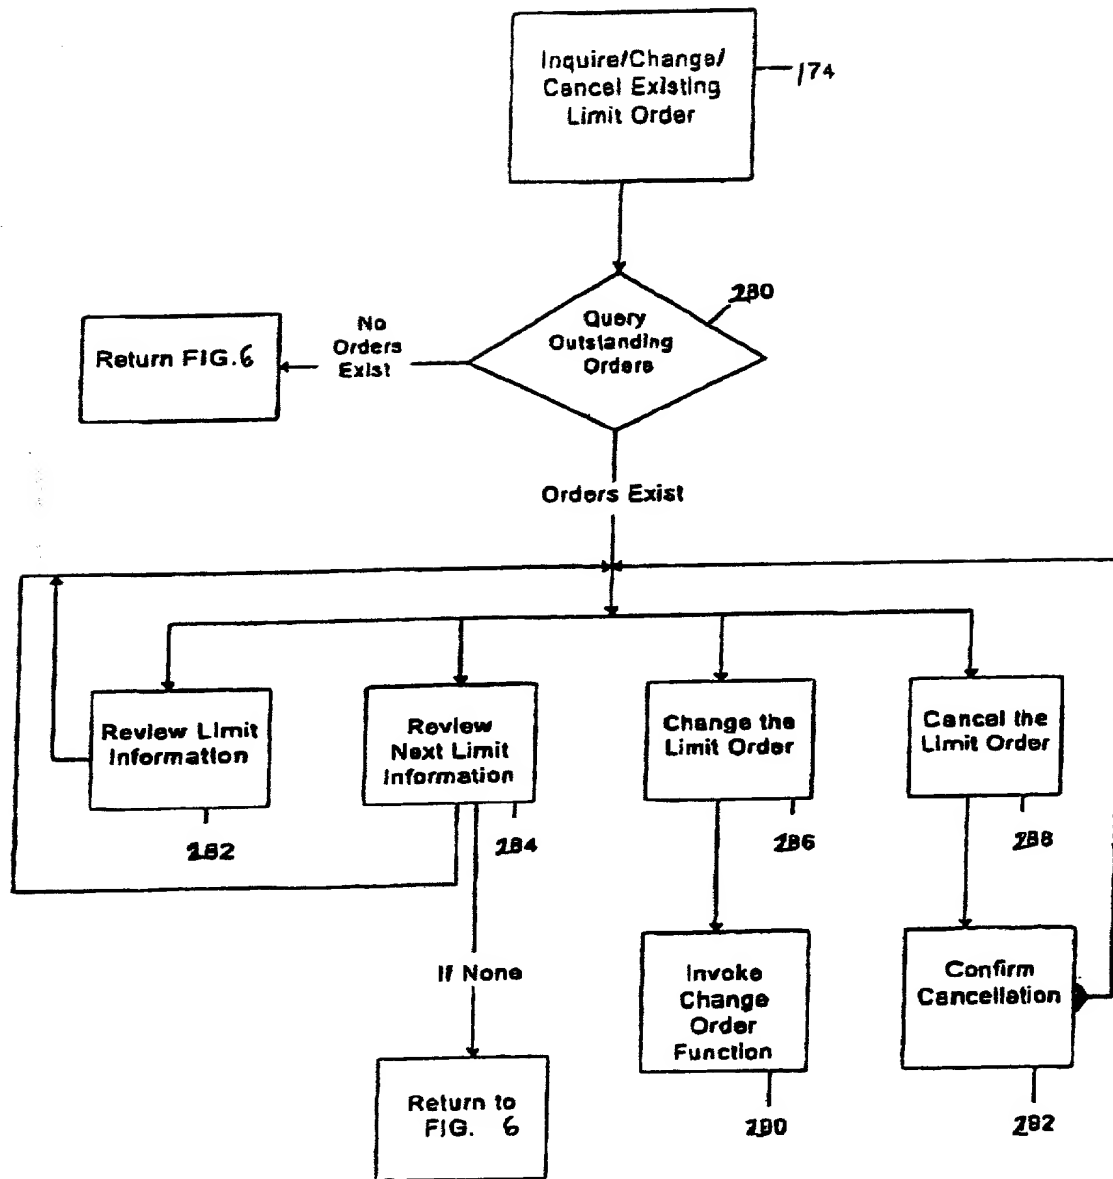 Inquire/Change/
Cancel Existing
Limit Order
174
Query
Outstanding
Orders
280
No
Orders
Exist
Return FIG. 6
Orders Exist
Review Limit
Information
282
Review
Next Limit
Information
284
Change the
Limit Order
286
Cancel the
Limit Order
288
If None
Return to
FIG. 6
Invoke
Change
Order
Function
290
Confirm
Cancellation
292